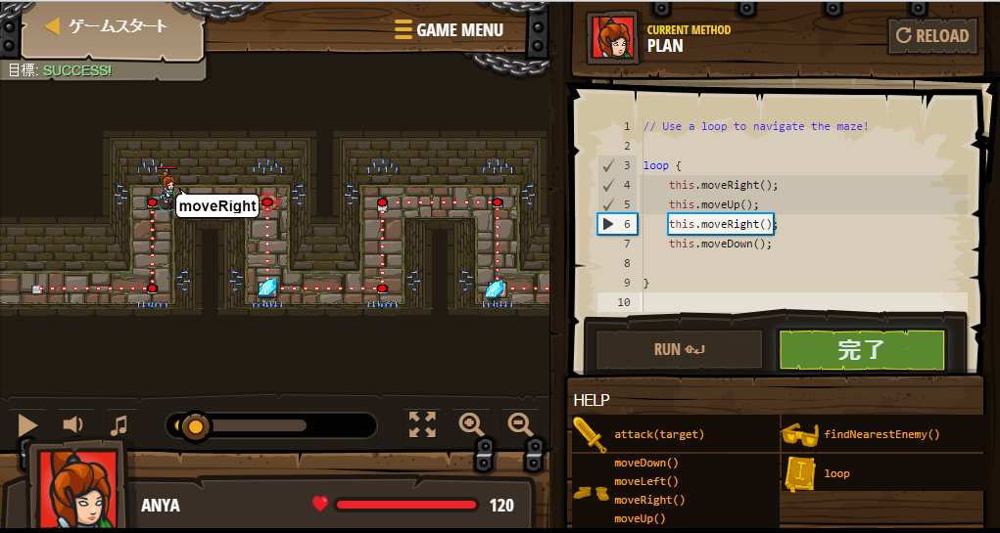 ゲームスタート
GAME MENU
目標: SUCCESS!
moveRight
ANYA
120
CURRENT METHOD
PLAN
RELOAD
1 // Use a loop to navigate the maze!
2
3 loop {
4 this.moveRight();
5 this.moveUp();
6 this.moveRight();
7 this.moveDown();
8
9 }
10
RUN
完了
HELP
attack(target)
findNearestEnemy()
moveDown()
moveLeft()
moveRight()
moveUp()
loop